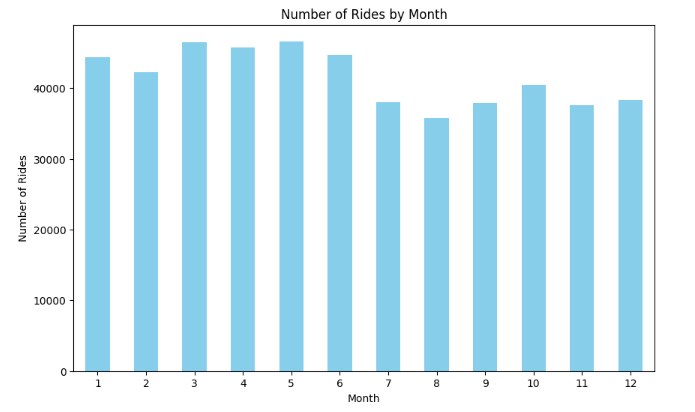 Number of Rides by Month
Number of Rides
40000
30000
20000
10000
0
1 2 3 4 5 6 7 8 9 10 11 12
Month